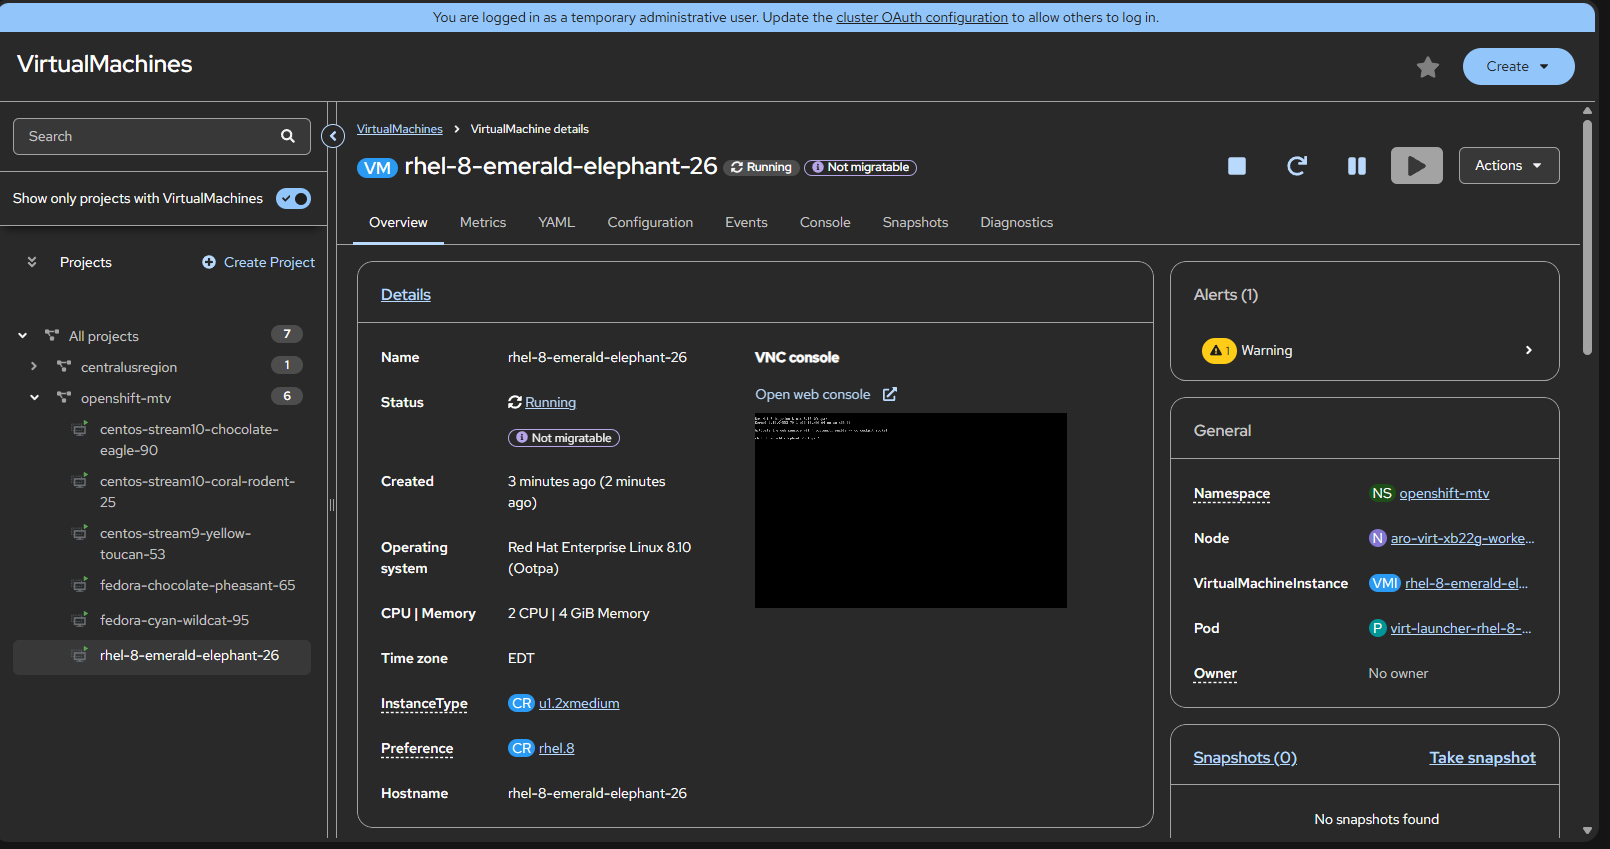 You are logged in as a temporary administrative user. Update the cluster OAuth configuration to allow others to log in.
VirtualMachines
Create
Search
Show only projects with VirtualMachines
Projects
Create Project
All projects 7
centralusregion 1
openshift-mtv 6
centos-stream10-chocolate-
eagle-90
centos-stream10-coral-rodent-
25
centos-stream9-yellow-
toucan-53
fedora-chocolate-pheasant-65
fedora-cyan-wildcat-95
rhel-8-emerald-elephant-26
VirtualMachines > VirtualMachine details
VM rhel-8-emerald-elephant-26 Running Not migratable
Actions
Overview Metrics YAML Configuration Events Console Snapshots Diagnostics
Details
Name rhel-8-emerald-elephant-26
Status Running
Not migratable
Created 3 minutes ago (2 minutes
ago)
Operating
system
Red Hat Enterprise Linux 8.10
(Ootpa)
CPU | Memory 2 CPU | 4 GiB Memory
Time zone EDT
InstanceType CR u1.2xmedium
Preference CR rhel.8
Hostname rhel-8-emerald-elephant-26
VNC console
Open web console
Alerts (1)
1 Warning
General
Namespace NS openshift-mtv
Node N aro-virt-xb22g-worke...
VirtualMachineInstance VMI rhel-8-emerald-el...
Pod P virt-launcher-rhel-8-...
Owner No owner
Snapshots (0) Take snapshot
No snapshots found